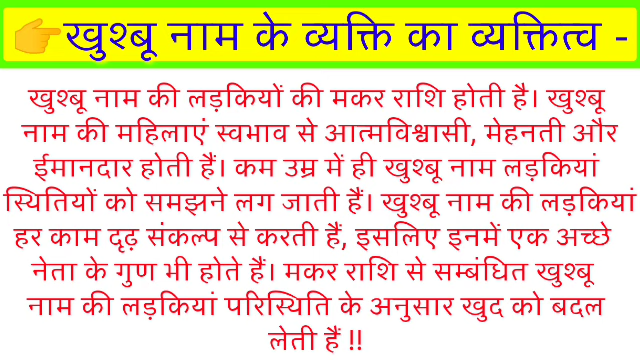 👉खुश्बू नाम के व्यक्ति का व्यक्तित्व -
खुश्बू नाम की लड़कियों की मकर राशि होती है। खुश्बू
नाम की महिलाएं स्वभाव से आत्मविश्वासी, मेहनती और
ईमानदार होती हैं। कम उम्र में ही खुश्बू नाम लड़कियां
स्थितियों को समझने लग जाती हैं। खुश्बू नाम की लड़कियां
हर काम दृढ़ संकल्प से करती हैं, इसलिए इनमें एक अच्छे
नेता के गुण भी होते हैं। मकर राशि से सम्बंधित खुश्बू
नाम की लड़कियां परिस्थिति के अनुसार खुद को बदल
लेती हैं !!